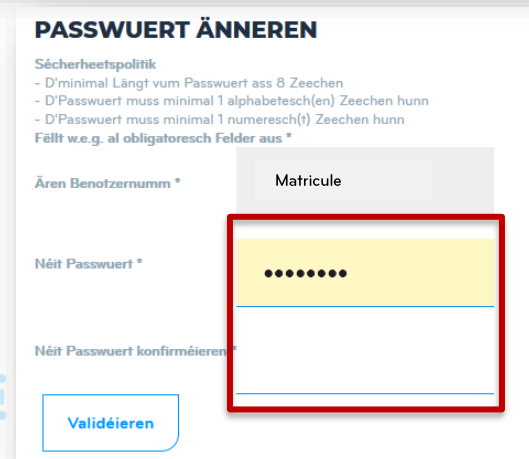 PASSWUERT ÄNNEREN
Sécherheetspolitik
- D'minimal Längt vum Passwuert ass 8 Zeechen
- D'Passwuert muss minimal 1 alphabetesch(en) Zeechen hunn
- D'Passwuert muss minimal 1 numeresch(t) Zeechen hunn
Fëllt w.e.g. al obligatoresch Felder aus *
Ären Benotzernumm *
Matricule
Néit Passwuert *
••••••••
Néit Passwuert konfirméieren *
Validéieren